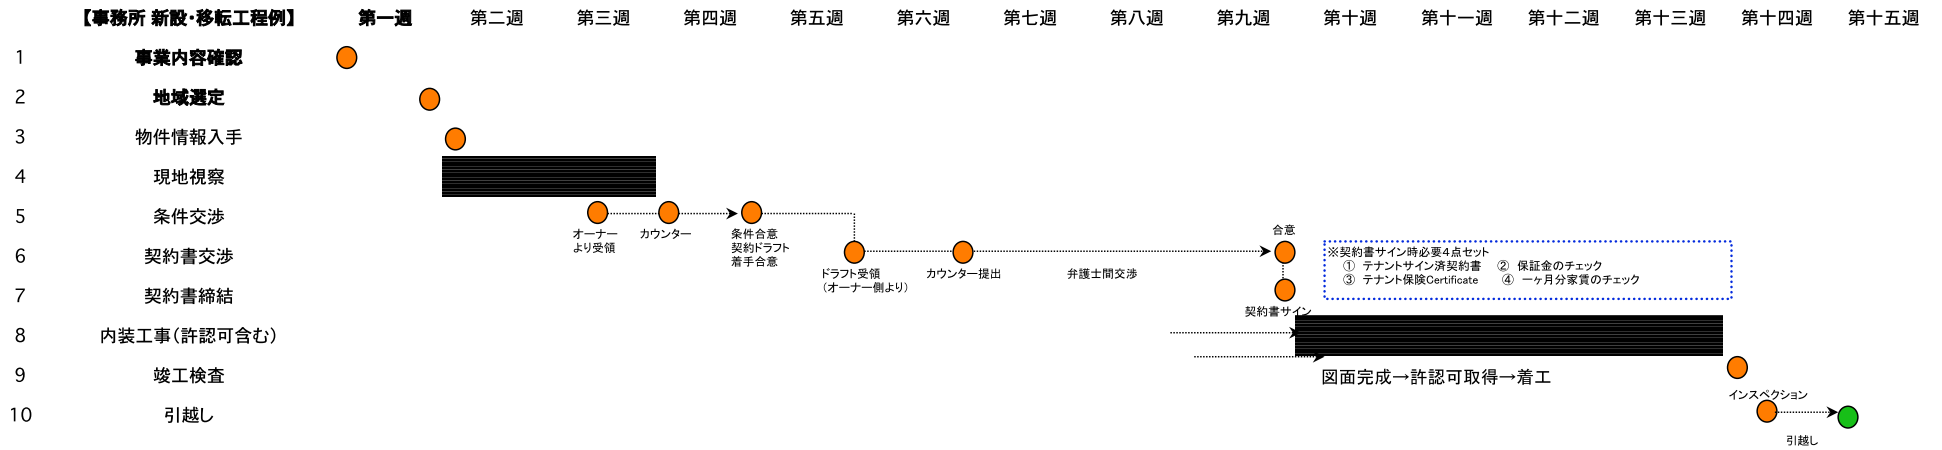 【事務所 新設・移転工程例】 第一週 第二週 第三週 第四週 第五週 第六週 第七週 第八週 第九週 第十週 第十一週 第十二週 第十三週 第十四週 第十五週
1 事業内容確認
2 地域選定
3 物件情報入手
4 現地視察
5 条件交渉
オーナー
より受領
カウンター
条件合意
契約ドラフト
着手合意
6 契約書交渉
ドラフト受領
（オーナー側より）
カウンター提出
弁護士間交渉
合意
※契約書サイン時必要４点セット
① テナントサイン済契約書 ② 保証金のチェック
③ テナント保険Certificate ④ 一ヶ月分家賃のチェック
7 契約書締結
契約書サイン
8 内装工事（許認可含む）
図面完成→許認可取得→着工
9 竣工検査
インスペクション
10 引越し
引越し